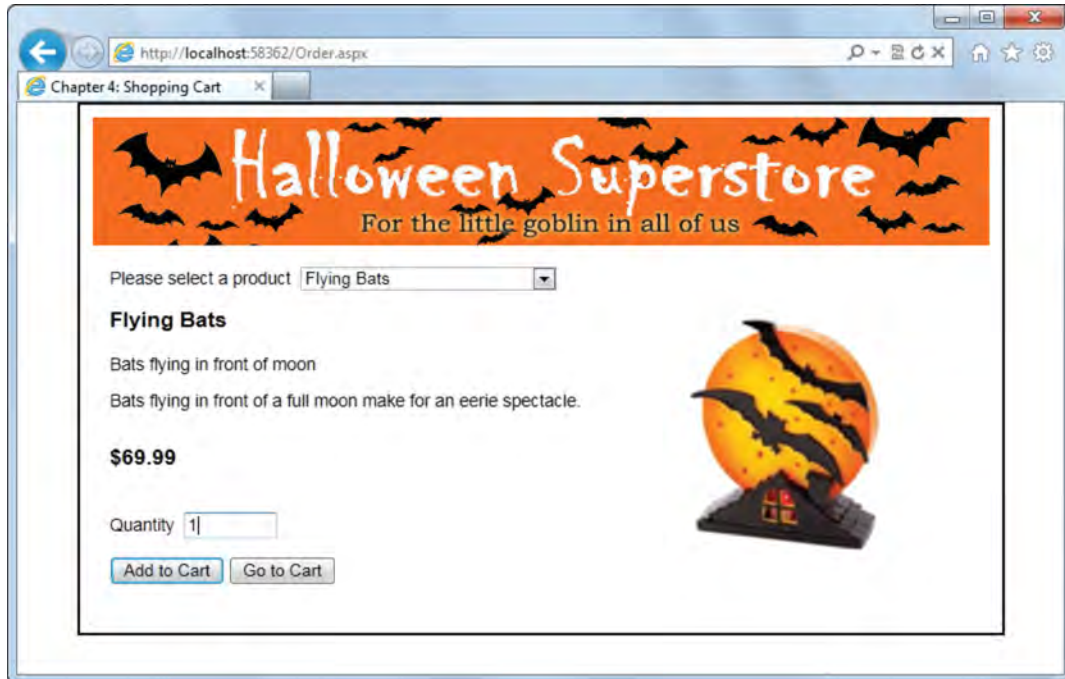 http://localhost:58362/Order.aspx
Chapter 4: Shopping Cart
Halloween Superstore
For the little goblin in all of us
Please select a product Flying Bats
Flying Bats
Bats flying in front of moon
Bats flying in front of a full moon make for an eerie spectacle.
$69.99
Quantity 1
Add to Cart Go to Cart